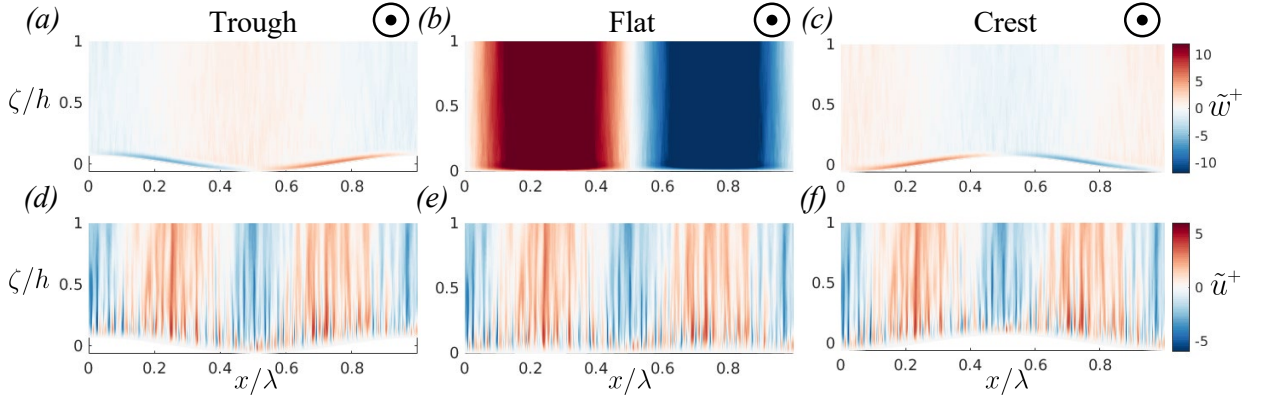 (a) Trough (b) Flat (c) Crest
1 1 1 10
ζ/h 0.5 0.5 0.5 5 w̃⁺
0
-5
0 0 0 -10
0 0.2 0.4 0.6 0.8 0 0.2 0.4 0.6 0.8 0 0.2 0.4 0.6 0.8
(d) (e) (f)
1 1 1 5
ζ/h 0.5 0.5 0.5 0 ũ⁺
0 0 0 -5
0 0.2 0.4 0.6 0.8 0 0.2 0.4 0.6 0.8 0 0.2 0.4 0.6 0.8
x/λ x/λ x/λ